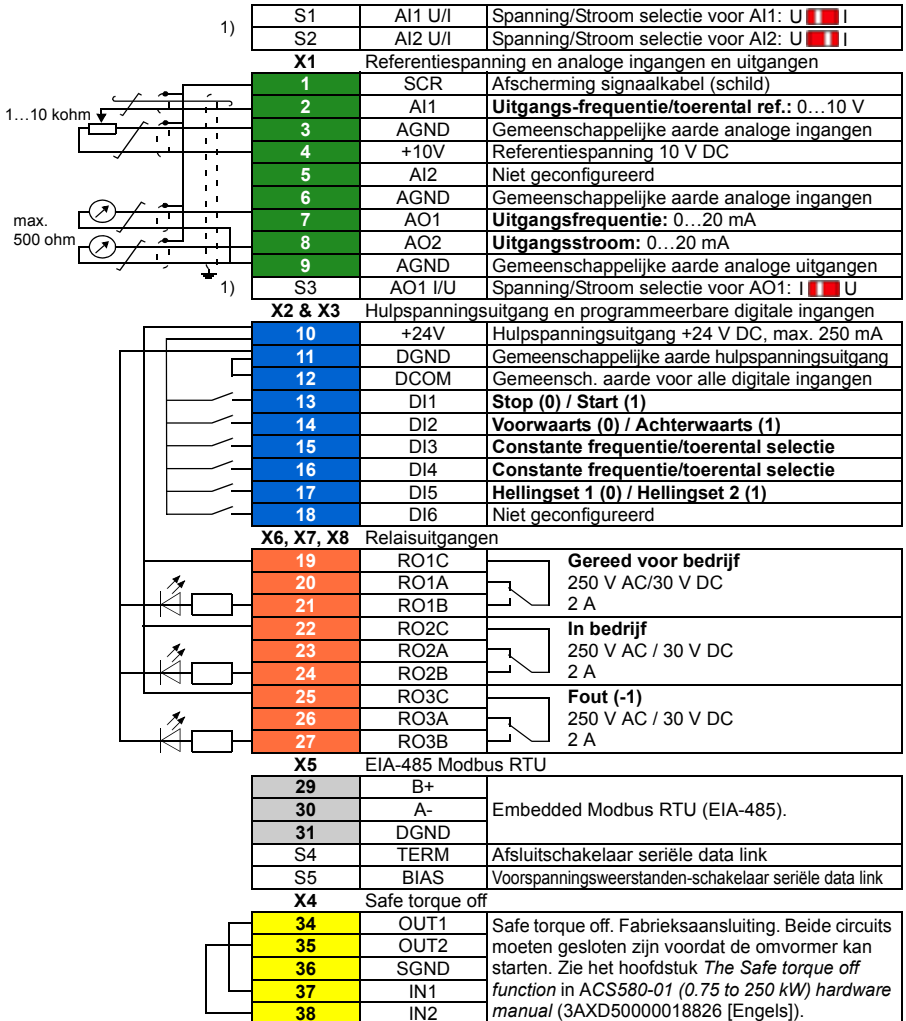 1)
S1 AI1 U/I Spanning/Stroom selectie voor AI1: U I
S2 AI2 U/I Spanning/Stroom selectie voor AI2: U I
X1 Referentiespanning en analoge ingangen en uitgangen
1 SCR Afscherming signaalkabel (schild)
1…10 kohm
2 AI1 Uitgangs-frequentie/toerental ref.: 0…10 V
3 AGND Gemeenschappelijke aarde analoge ingangen
4 +10V Referentiespanning 10 V DC
5 AI2 Niet geconfigureerd
6 AGND Gemeenschappelijke aarde analoge ingangen
max.
500 ohm
7 AO1 Uitgangsfrequentie: 0…20 mA
8 AO2 Uitgangsstroom: 0…20 mA
9 AGND Gemeenschappelijke aarde analoge uitgangen
1)
S3 AO1 I/U Spanning/Stroom selectie voor AO1: I U
X2 & X3 Hulpspanningsuitgang en programmeerbare digitale ingangen
10 +24V Hulpspanningsuitgang +24 V DC, max. 250 mA
11 DGND Gemeenschappelijke aarde hulpspanningsuitgang
12 DCOM Gemeensch. aarde voor alle digitale ingangen
13 DI1 Stop (0) / Start (1)
14 DI2 Voorwaarts (0) / Achterwaarts (1)
15 DI3 Constante frequentie/toerental selectie
16 DI4 Constante frequentie/toerental selectie
17 DI5 Hellingset 1 (0) / Hellingset 2 (1)
18 DI6 Niet geconfigureerd
X6, X7, X8 Relaisuitgangen
19 RO1C Gereed voor bedrijf
20 RO1A 250 V AC/30 V DC
21 RO1B 2 A
22 RO2C In bedrijf
23 RO2A 250 V AC / 30 V DC
24 RO2B 2 A
25 RO3C Fout (-1)
26 RO3A 250 V AC / 30 V DC
27 RO3B 2 A
X5 EIA-485 Modbus RTU
29 B+
30 A- Embedded Modbus RTU (EIA-485).
31 DGND
S4 TERM Afsluitschakelaar seriële data link
S5 BIAS Voorspanningsweerstanden-schakelaar seriële data link
X4 Safe torque off
34 OUT1 Safe torque off. Fabrieksaansluiting. Beide circuits
35 OUT2 moeten gesloten zijn voordat de omvormer kan
36 SGND starten. Zie het hoofdstuk The Safe torque off
37 IN1 function in ACS580-01 (0.75 to 250 kW) hardware
38 IN2 manual (3AXD50000018826 [Engels]).